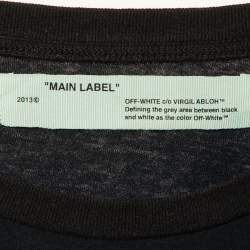 "MAIN LABEL"
2013©
OFF-WHITE c/o VIRGIL ABLOH™
Defining the grey area between black
and white as the color Off-White™